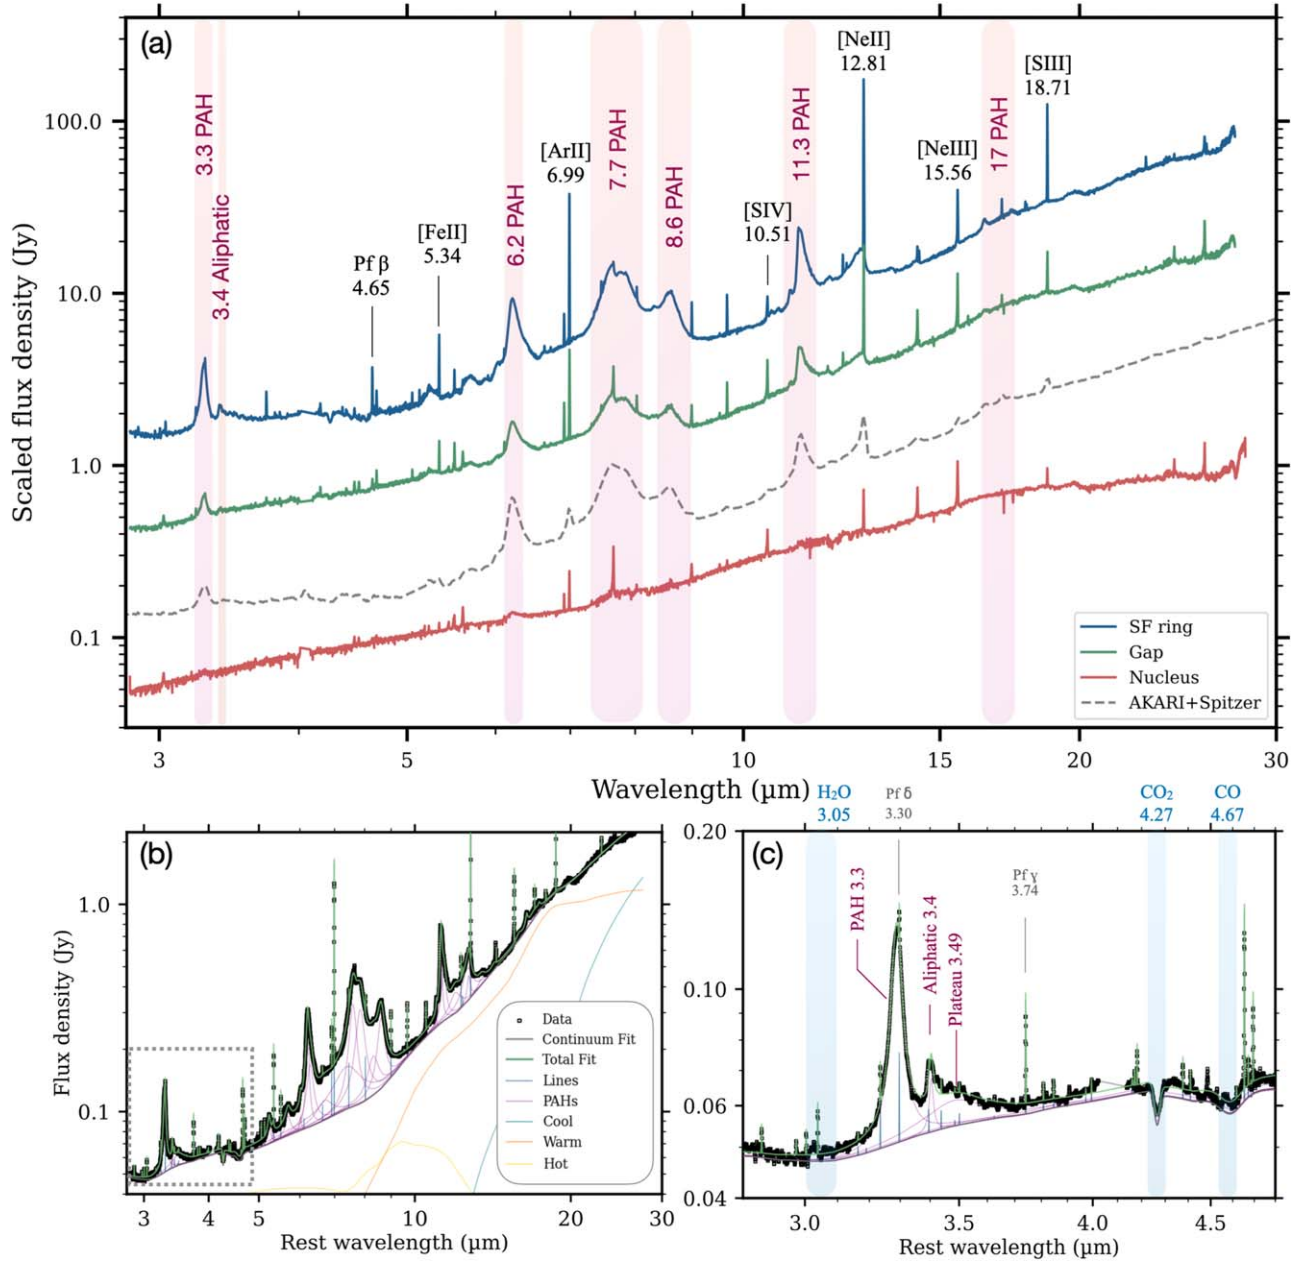 (a)
[NeII]
12.81
[SIII]
18.71
3.3 PAH
3.4 Aliphatic
Pf β
4.65
[FeII]
5.34
6.2 PAH
[ArII]
6.99
7.7 PAH
8.6 PAH
[SIV]
10.51
11.3 PAH
[NeIII]
15.56
17 PAH
Scaled flux density (Jy)
100.0
10.0
1.0
0.1
SF ring
Gap
Nucleus
AKARI+Spitzer
3 5 10 15 20 30
Wavelength (μm)
(b)
Flux density (Jy)
1.0
0.1
Data
Continuum Fit
Total Fit
Lines
PAHs
Cool
Warm
Hot
3 4 5 10 20 30
Rest wavelength (μm)
H₂O
3.05
Pf δ
3.30
CO₂
4.27
CO
4.67
(c)
0.20
0.10
0.06
0.04
PAH 3.3
Aliphatic 3.4
Plateau 3.49
Pf γ
3.74
3.0 3.5 4.0 4.5
Rest wavelength (μm)